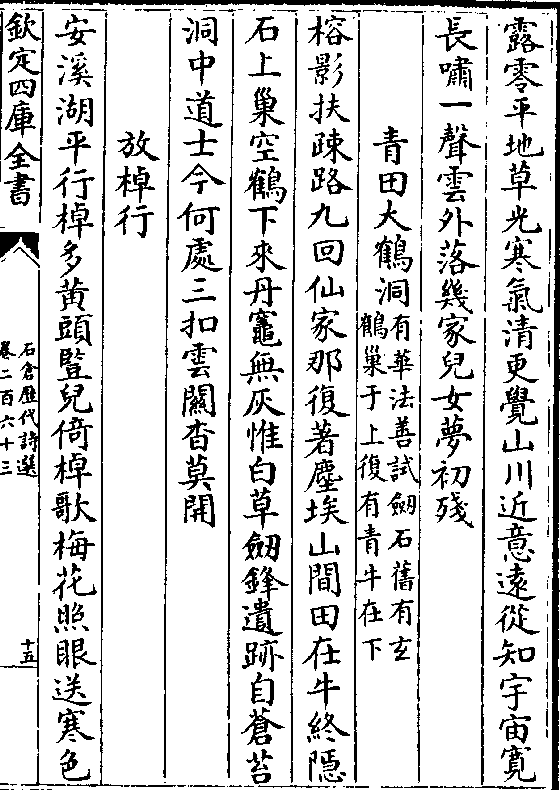 露零平地草光寒氣清更覺山川近意遠從知宇宙寛
長嘯一聲雲外落幾家兒女夢初殘
青田大鶴洞有葉法善試劒石舊有玄
鶴巢于上復有青牛在下
榕影扶疎路九回仙家那復著塵埃山間田在牛終隱
石上巢空鶴下來丹竈無灰惟白草劒鋒遺跡自蒼苔
洞中道士今何處三扣雲關杳莫開
放棹行
安溪湖平行棹多黄頭豎兒倚棹歌梅花照眼送寒色
欽定四庫全書
石倉歷代詩選
卷二百六十三
十五